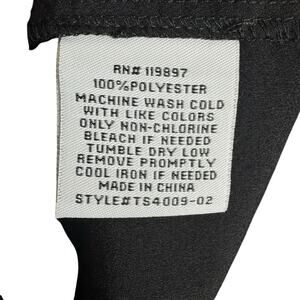 RN# 119897
100%POLYESTER
MACHINE WASH COLD
WITH LIKE COLORS
ONLY NON-CHLORINE
BLEACH IF NEEDED
TUMBLE DRY LOW
REMOVE PROMPTLY
COOL IRON IF NEEDED
MADE IN CHINA
STYLE#TS4009-02